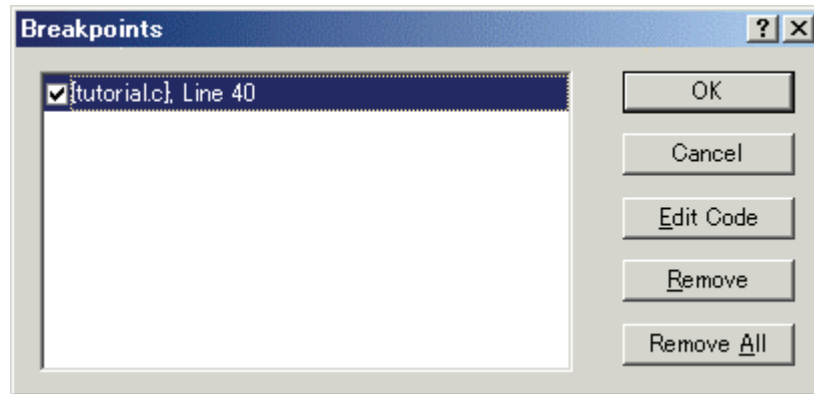 Breakpoints
{tutorial.c}, Line 40
OK
Cancel
Edit Code
Remove
Remove All